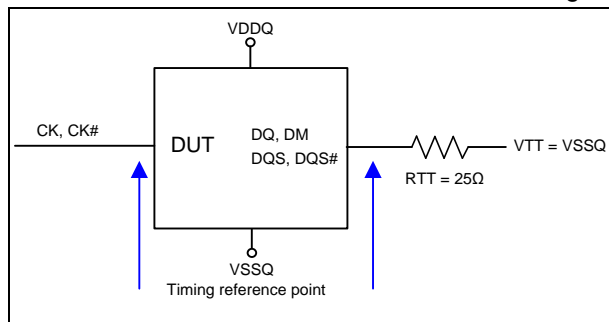 VDDQ
CK, CK#
DUT
DQ, DM
DQS, DQS#
VTT = VSSQ
RTT = 25Ω
VSSQ
Timing reference point